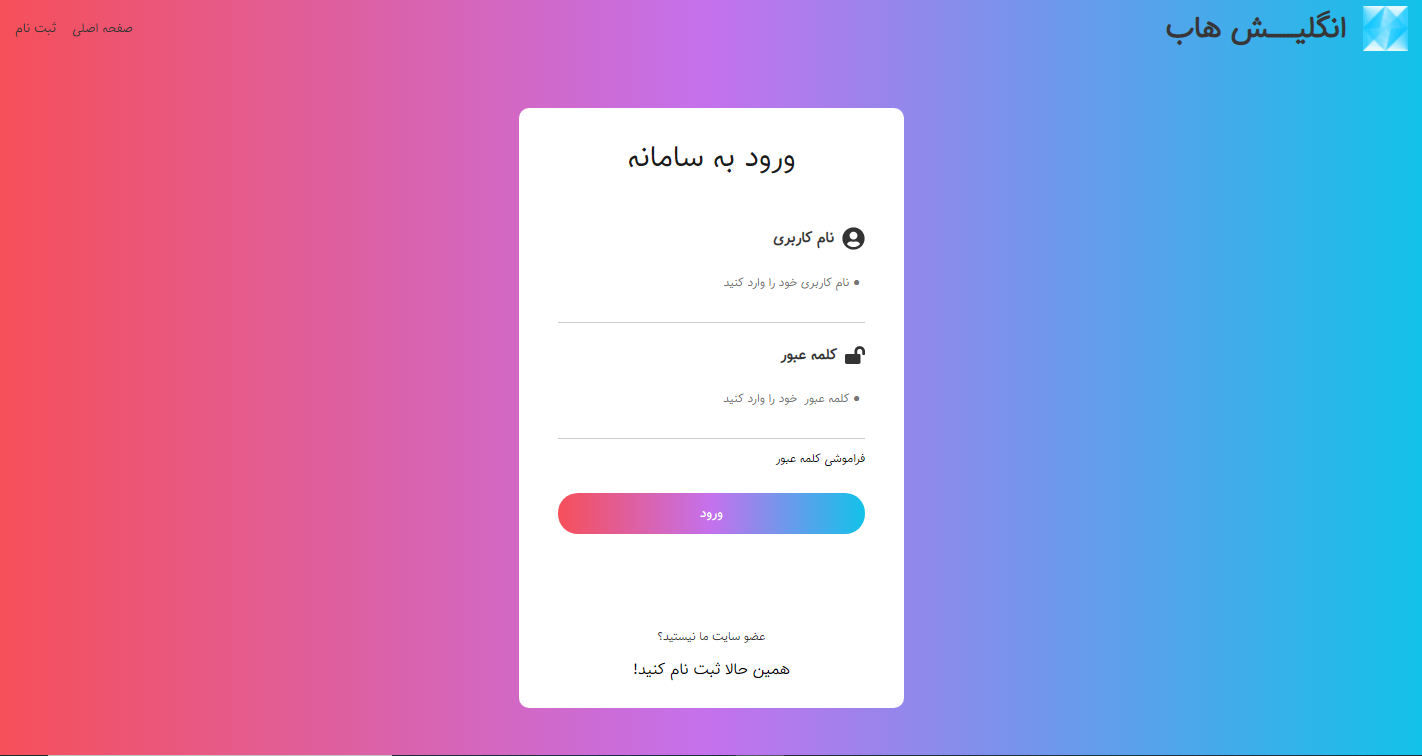 انگلیـــش هاب
صفحه اصلی
ثبت نام
ورود به سامانه
نام کاربری
• نام کاربری خود را وارد کنید
کلمه عبور
• کلمه عبور خود را وارد کنید
فراموشی کلمه عبور
ورود
عضو سایت ما نیستید؟
همین حالا ثبت نام کنید!